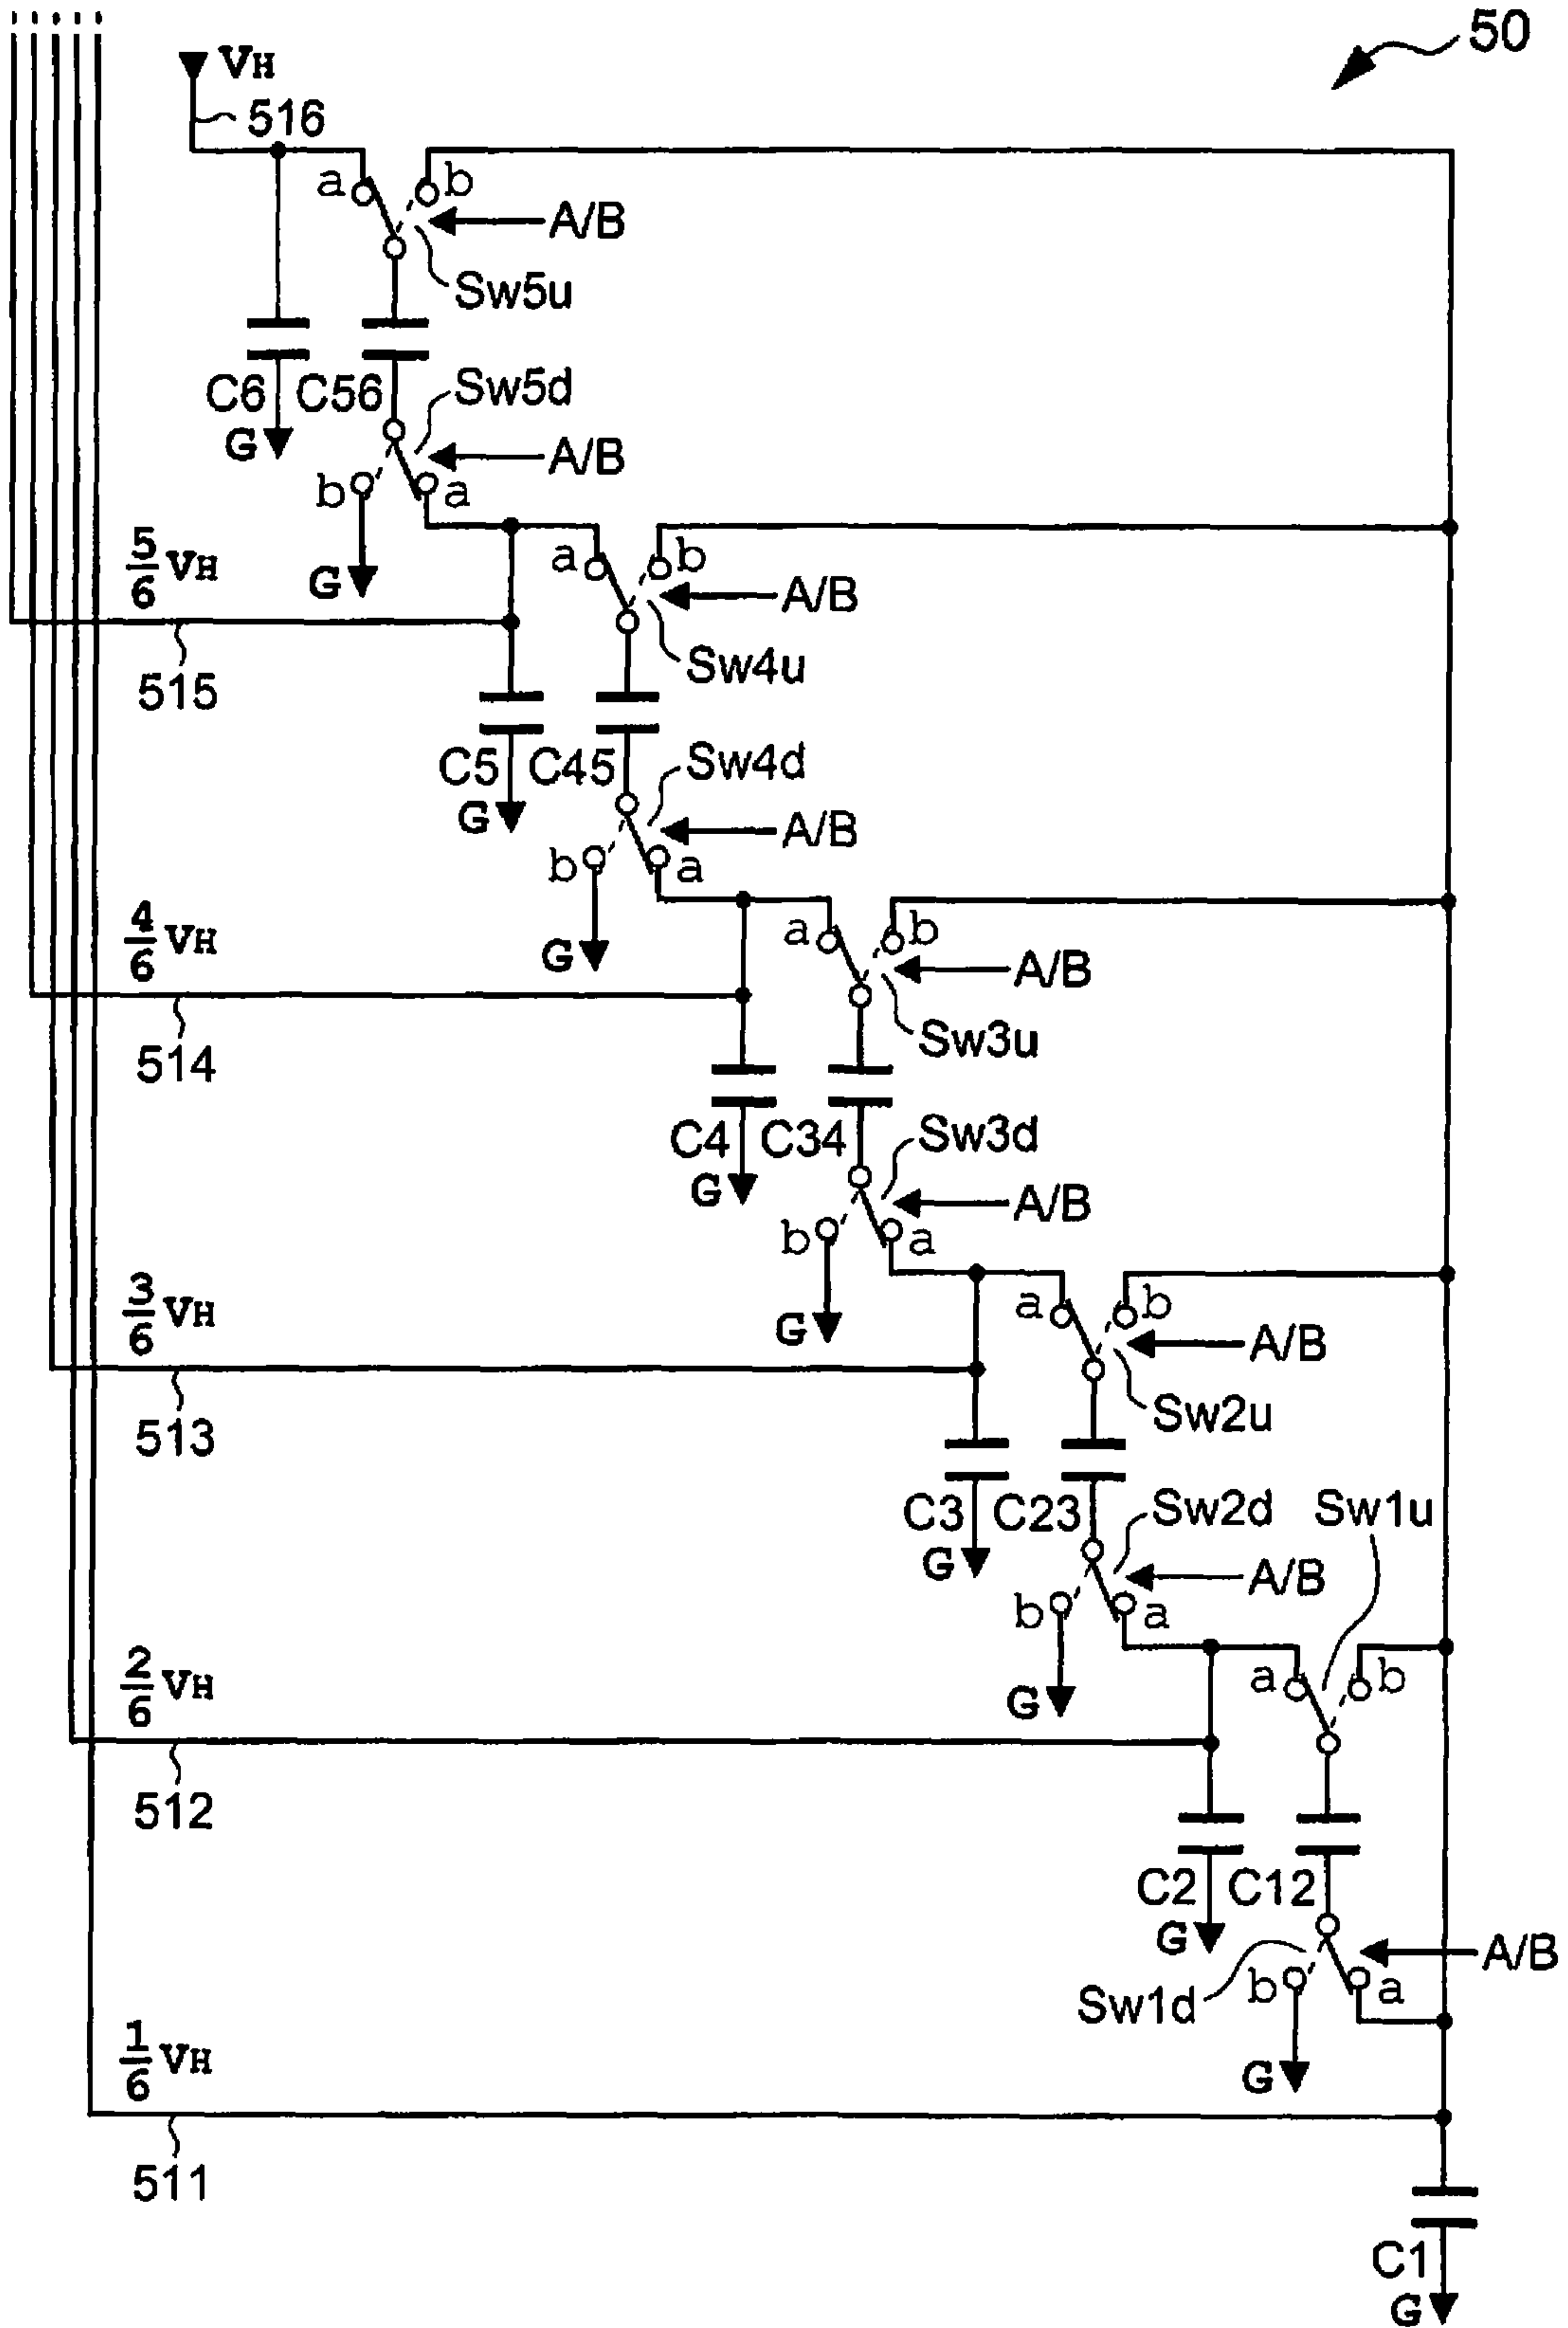 50
VH
516
a
b
A/B
Sw5u
C6
C56
Sw5d
G
A/B
b
a
G
5/6 VH
515
a
b
A/B
Sw4u
C5
C45
Sw4d
G
A/B
b
a
G
4/6 VH
514
a
b
A/B
Sw3u
C4
C34
Sw3d
G
A/B
b
a
G
3/6 VH
513
a
b
A/B
Sw2u
C3
C23
Sw2d
Sw1u
G
A/B
b
a
G
2/6 VH
512
a
b
C2
C12
G
A/B
Sw1d
b
a
G
1/6 VH
511
C1
G